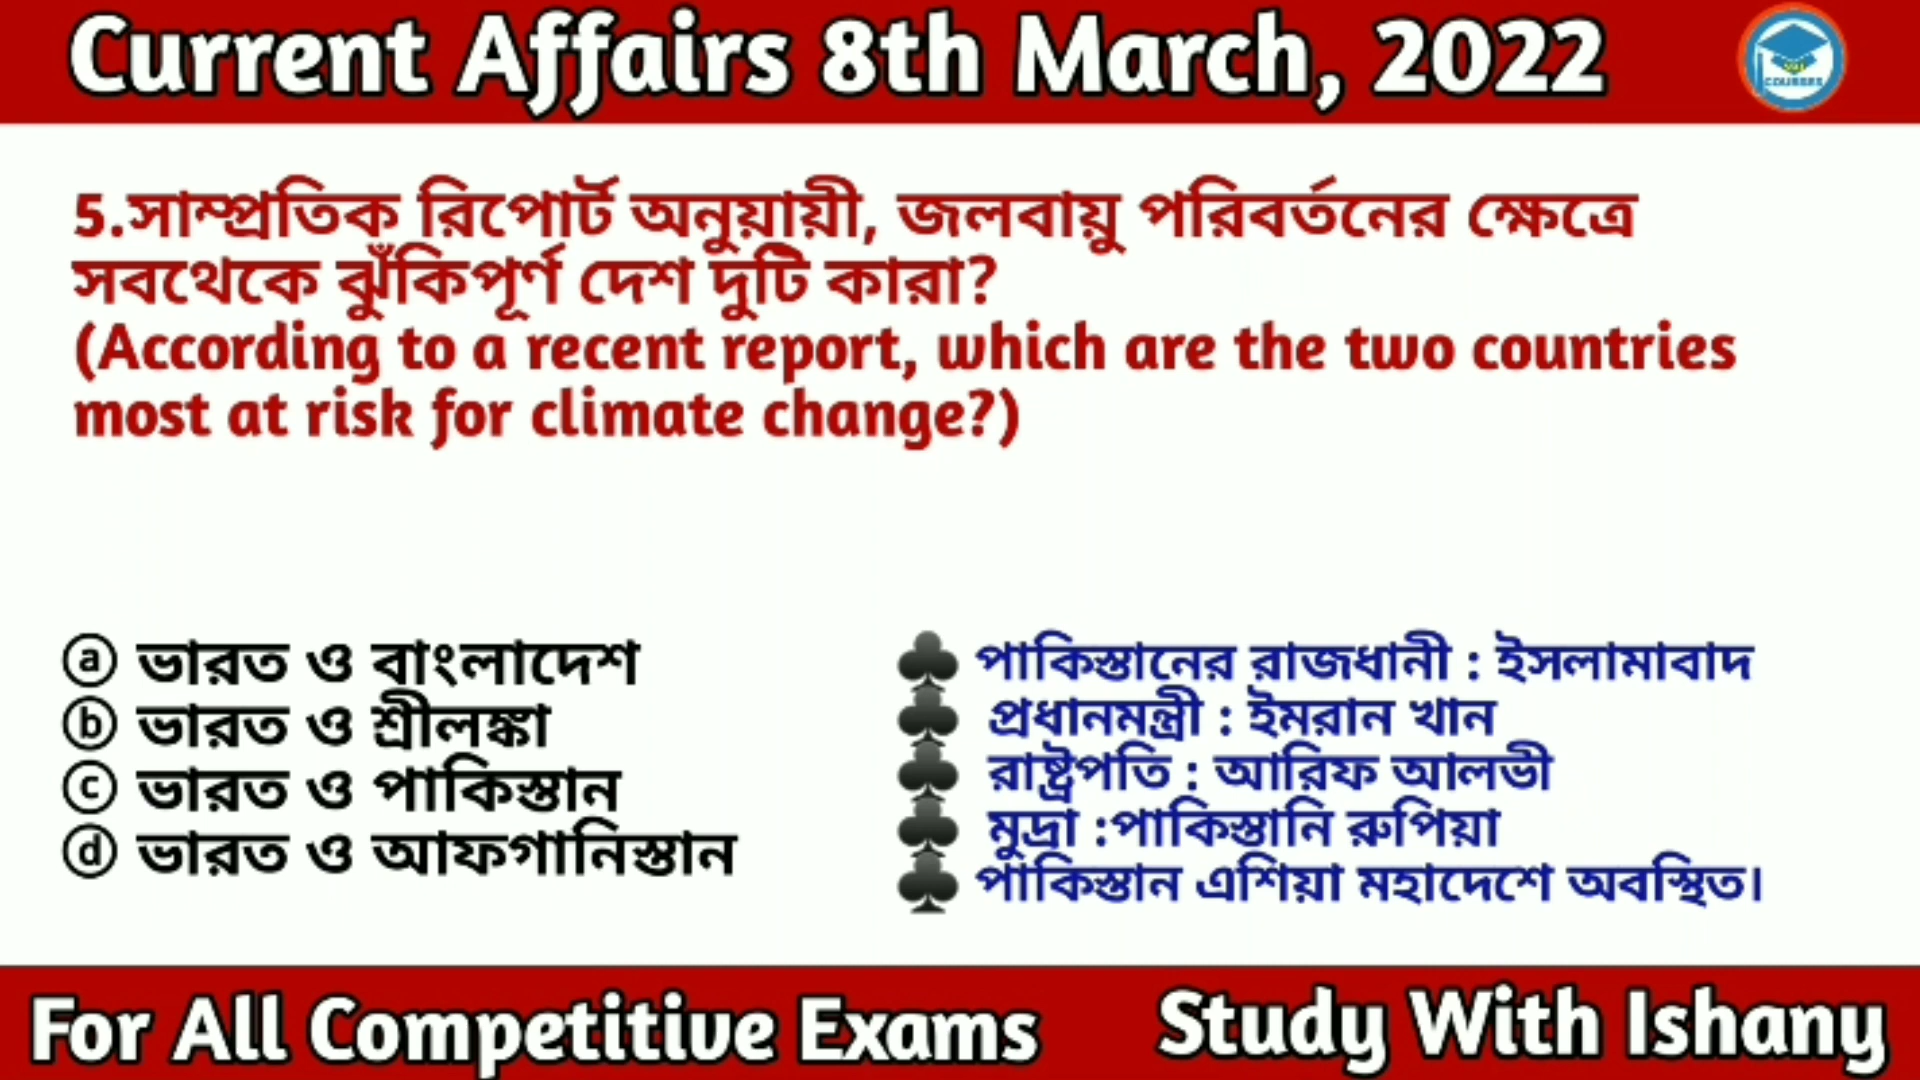 Current Affairs 8th March, 2022
COURSES
5.সাম্প্রতিক রিপোর্ট অনুয়ায়ী, জলবায়ু পরিবর্তনের ক্ষেত্রে
সবথেকে ঝুঁকিপূর্ণ দেশ দুটি কারা?
(According to a recent report, which are the two countries
most at risk for climate change?)
ⓐ ভারত ও বাংলাদেশ
ⓑ ভারত ও শ্রীলঙ্কা
ⓒ ভারত ও পাকিস্তান
ⓓ ভারত ও আফগানিস্তান
♣ পাকিস্তানের রাজধানী : ইসলামাবাদ
♣ প্রধানমন্ত্রী : ইমরান খান
♣ রাষ্ট্রপতি : আরিফ আলভী
♣ মুদ্রা :পাকিস্তানি রুপিয়া
♣ পাকিস্তান এশিয়া মহাদেশে অবস্থিত।
For All Competitive Exams
Study With Ishany